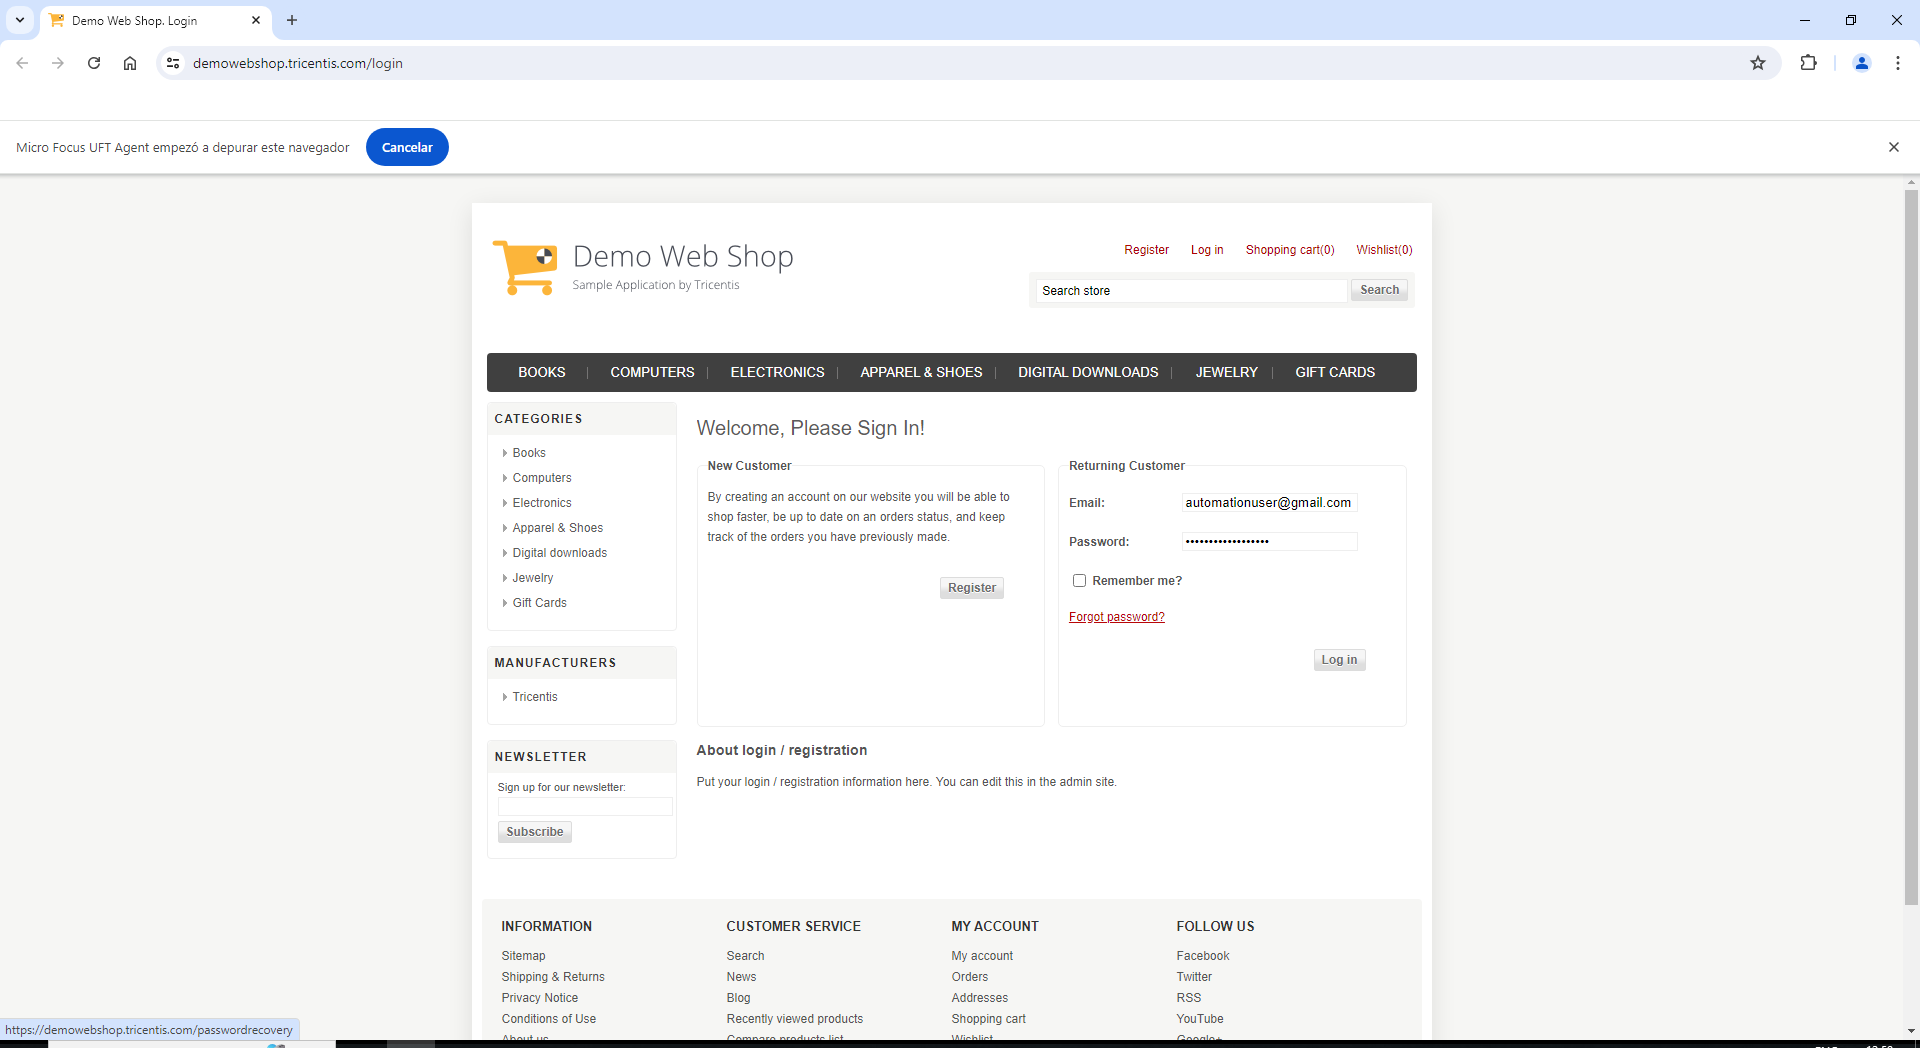 Demo Web Shop. Login
demowebshop.tricentis.com/login
Micro Focus UFT Agent empezó a depurar este navegador
Cancelar
Demo Web Shop
Sample Application by Tricentis
Register Log in Shopping cart(0) Wishlist(0)
Search store Search
BOOKS COMPUTERS ELECTRONICS APPAREL & SHOES DIGITAL DOWNLOADS JEWELRY GIFT CARDS
CATEGORIES
Books
Computers
Electronics
Apparel & Shoes
Digital downloads
Jewelry
Gift Cards
MANUFACTURERS
Tricentis
NEWSLETTER
Sign up for our newsletter:
Subscribe
Welcome, Please Sign In!
New Customer
By creating an account on our website you will be able to
shop faster, be up to date on an orders status, and keep
track of the orders you have previously made.
Register
Returning Customer
Email: automationuser@gmail.com
Password: ••••••••••••••••••
Remember me?
Forgot password?
Log in
About login / registration
Put your login / registration information here. You can edit this in the admin site.
INFORMATION
Sitemap
Shipping & Returns
Privacy Notice
Conditions of Use
About us
CUSTOMER SERVICE
Search
News
Blog
Recently viewed products
Compare products list
MY ACCOUNT
My account
Orders
Addresses
Shopping cart
Wishlist
FOLLOW US
Facebook
Twitter
RSS
YouTube
Google+
https://demowebshop.tricentis.com/passwordrecovery